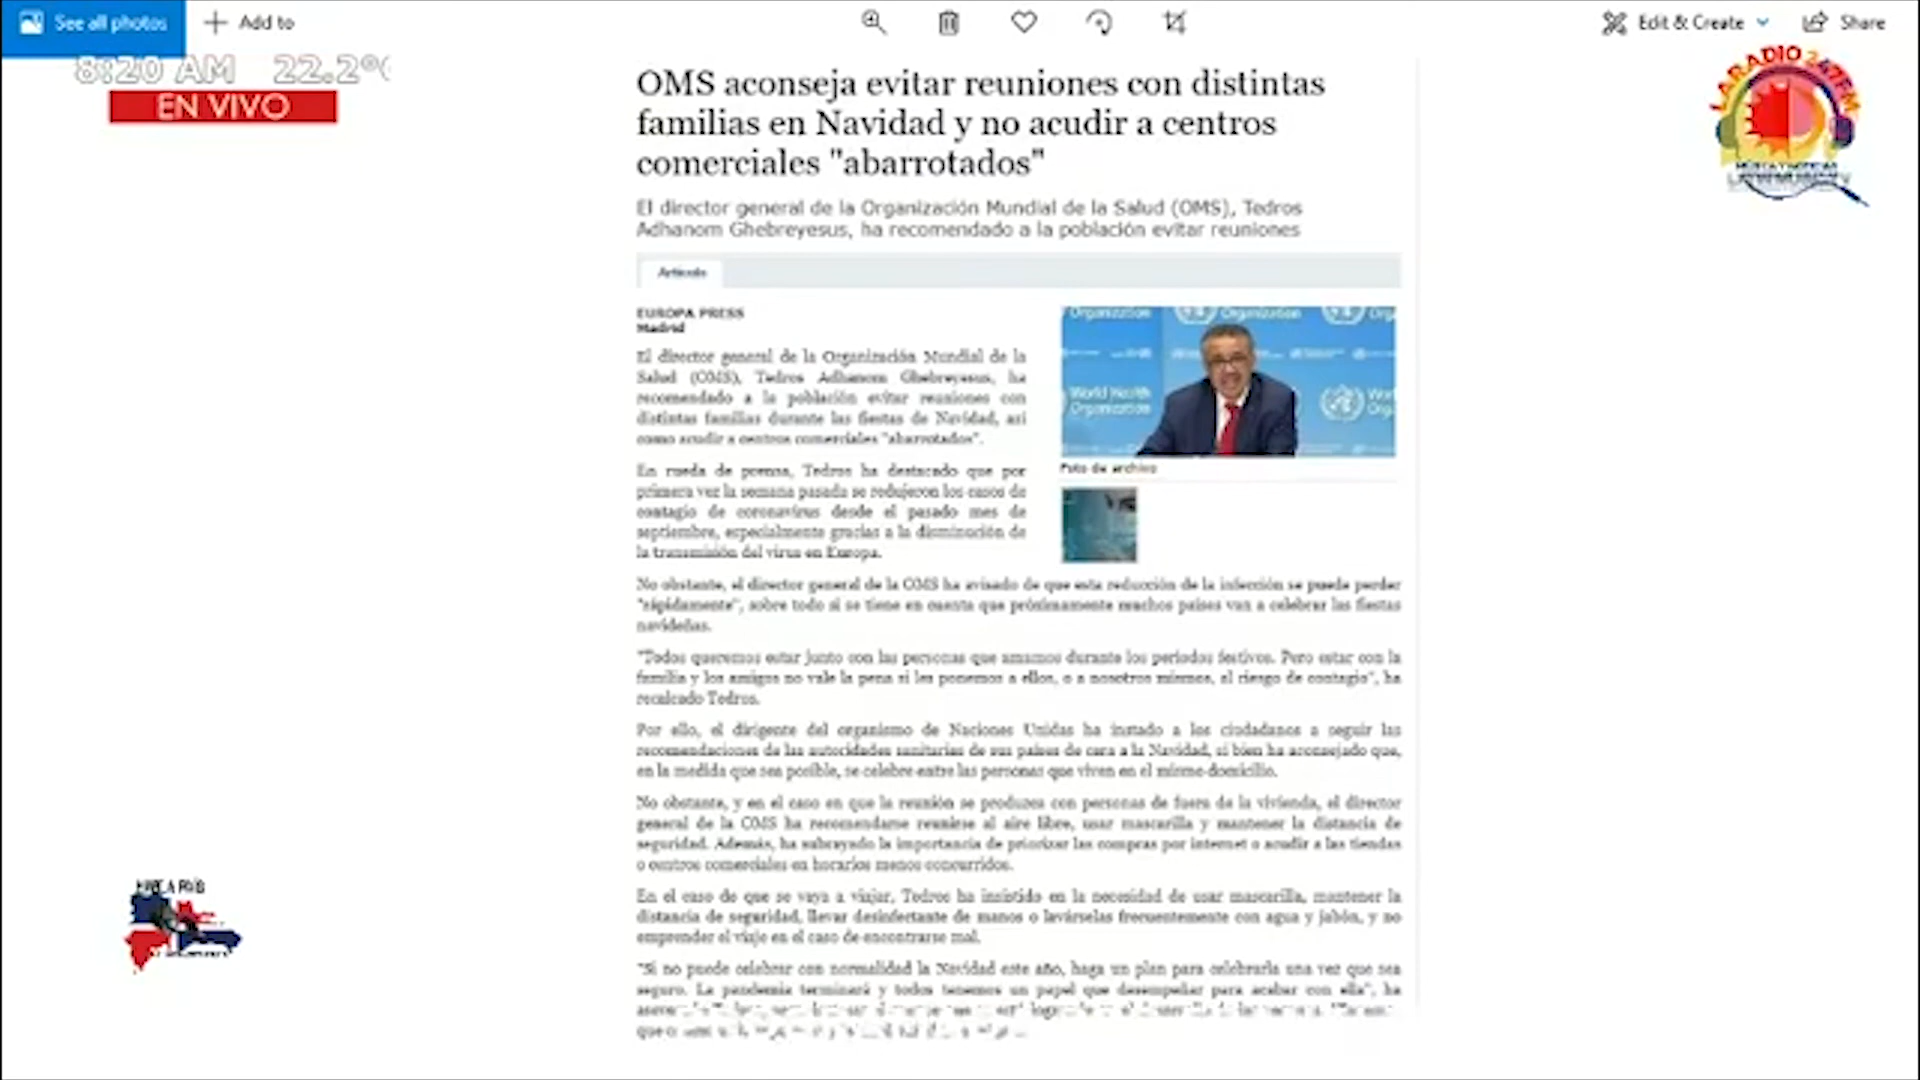 See all photos
Add to
Edit & Create
Share
8:20 AM 22.2°C
EN VIVO
LARADIO 247FM
OMS aconseja evitar reuniones con distintas
familias en Navidad y no acudir a centros
comerciales "abarrotados"
El director general de la Organización Mundial de la Salud (OMS), Tedros
Adhanom Ghebreyesus, ha recomendado a la población evitar reuniones
Artículo
EUROPA PRESS
Madrid
El director general de la Organización Mundial de la
Salud (OMS), Tedros Adhanom Ghebreyesus, ha
recomendado a la población evitar reuniones con
distintas familias durante las fiestas de Navidad, así
como acudir a centros comerciales "abarrotados".
En rueda de prensa, Tedros ha destacado que por
primera vez la semana pasada se redujeron los casos de
contagio de coronavirus desde el pasado mes de
septiembre, especialmente gracias a la disminución de
la transmisión del virus en Europa.
Organization
Organization
World Health
Organization
Foto de archivo
No obstante, el director general de la OMS ha avisado de que esta reducción de la infección se puede perder
"rápidamente", sobre todo si se tiene en cuenta que próximamente muchos países van a celebrar las fiestas
navideñas.
"Todos queremos estar junto con las personas que amamos durante los periodos festivos. Pero estar con la
familia y los amigos no vale la pena si les ponemos a ellos, o a nosotros mismos, al riesgo de contagio", ha
recalcado Tedros.
Por ello, el dirigente del organismo de Naciones Unidas ha instado a los ciudadanos a seguir las
recomendaciones de las autoridades sanitarias de sus países de cara a la Navidad, si bien ha aconsejado que,
en la medida que sea posible, se celebre entre las personas que viven en el mismo domicilio.
No obstante, y en el caso en que la reunión se produzca con personas de fuera de la vivienda, el director
general de la OMS ha recomendarse reunirse al aire libre, usar mascarilla y mantener la distancia de
seguridad. Además, ha subrayado la importancia de priorizar las compras por internet o acudir a las tiendas
o centros comerciales en horarios menos concurridos.
En el caso de que se vaya a viajar, Tedros ha insistido en la necesidad de usar mascarilla, mantener la
distancia de seguridad, llevar desinfectante de manos o lavárselas frecuentemente con agua y jabón, y no
emprender el viaje en el caso de encontrarse mal.
"Si no puede celebrar con normalidad la Navidad este año, haga un plan para celebrarla una vez que sea
seguro. La pandemia terminará y todos tenemos un papel que desempeñar para acabar con ella", ha
que